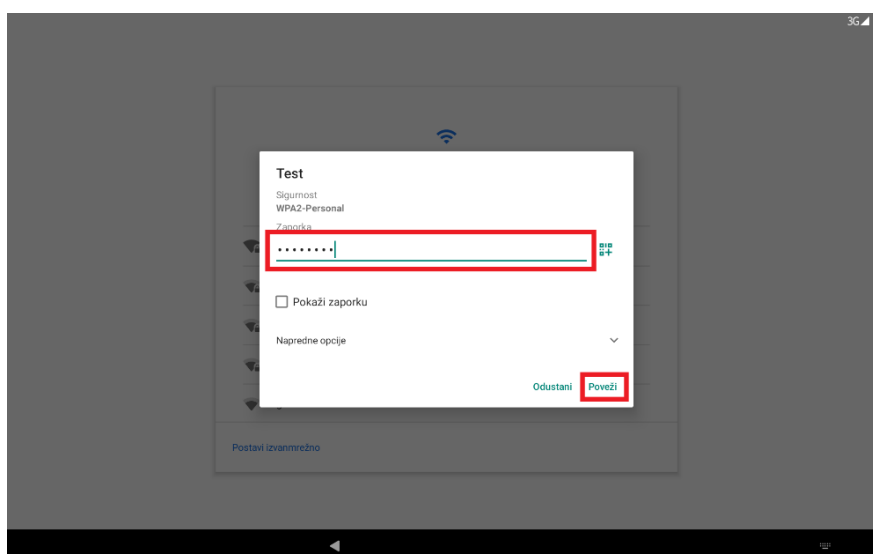 3G
Test
Sigurnost
WPA2-Personal
Zaporka
••••••••
Pokaži zaporku
Napredne opcije
Odustani Poveži
Postavi izvanmrežno